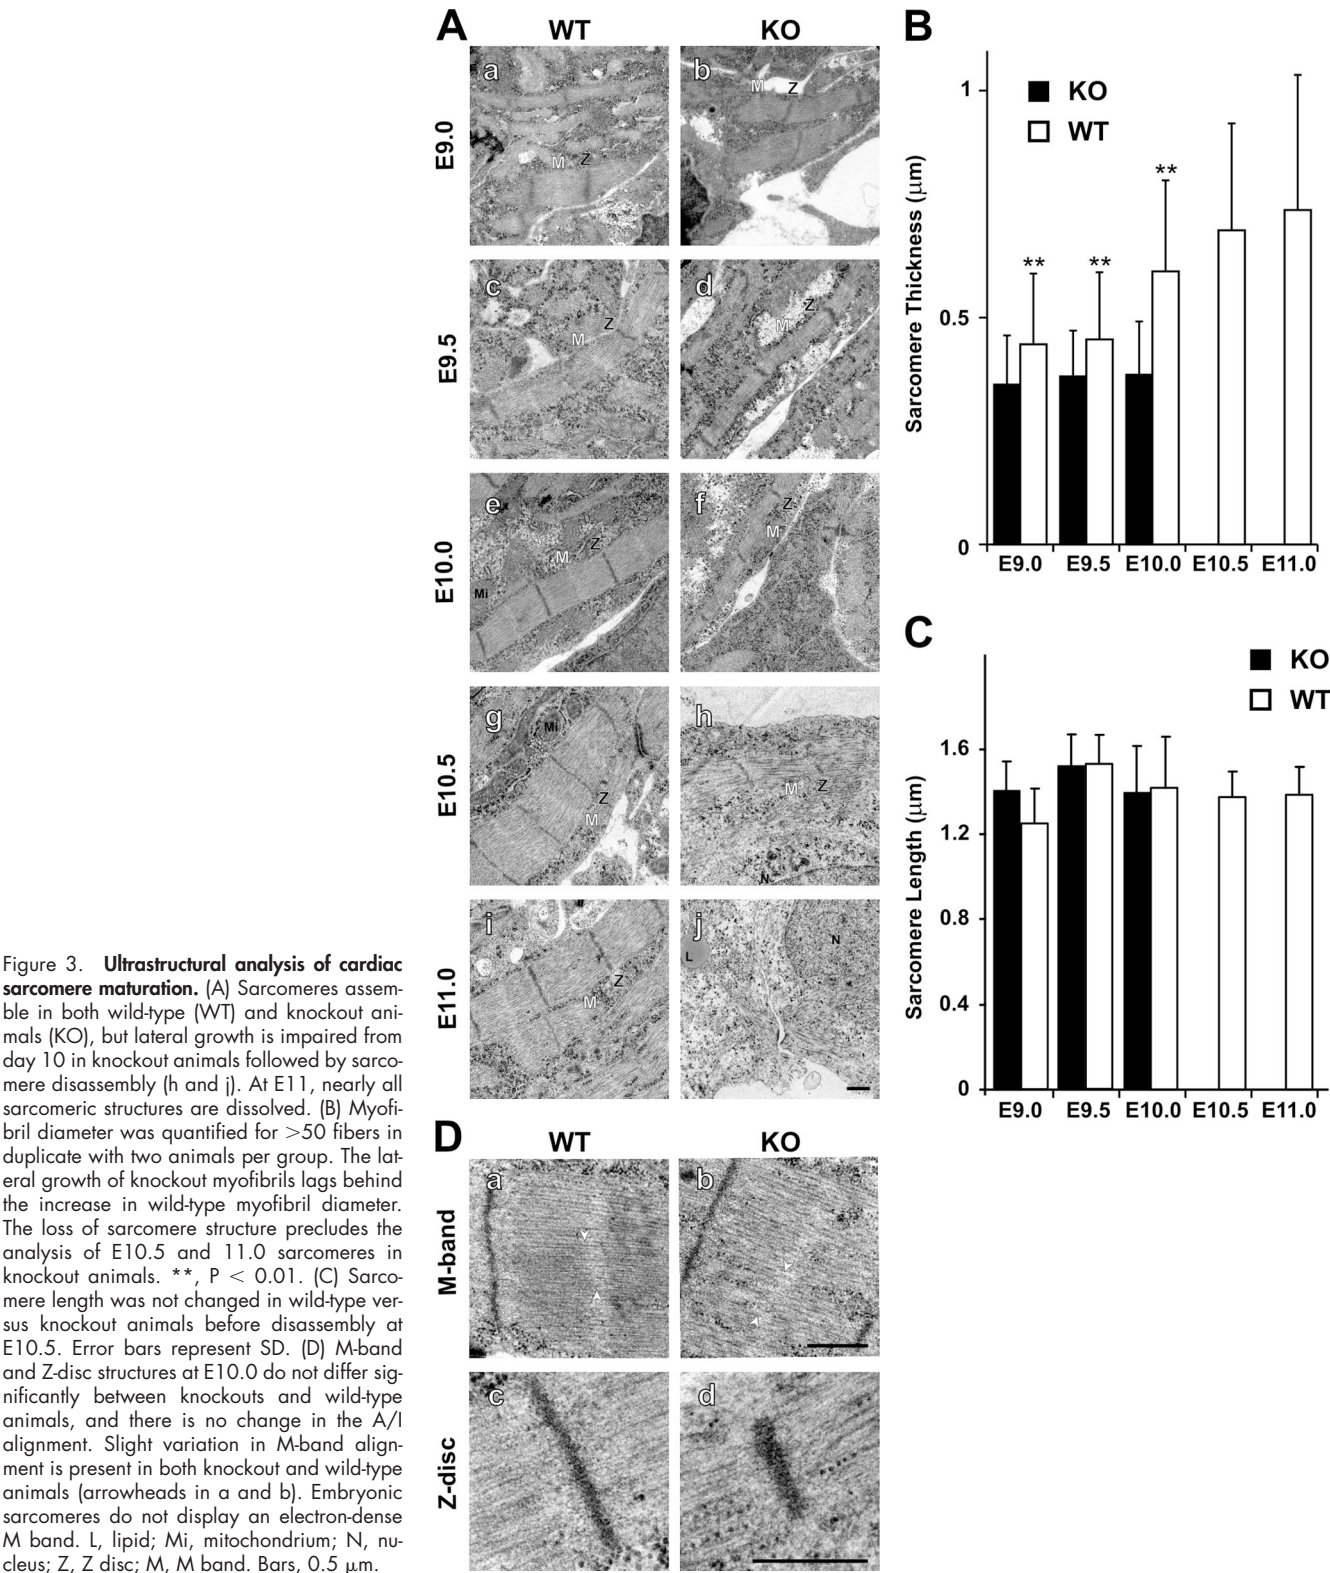 A
WT
KO
E9.0
a
M
Z
b
M
Z
E9.5
c
M
Z
d
M
Z
E10.0
e
M
Z
Mi
f
M
Z
E10.5
g
Mi
Z
M
h
M
Z
N
E11.0
i
Z
M
j
L
N
B
KO
WT
Sarcomere Thickness (μm)
1
0.5
0
**
**
**
E9.0 E9.5 E10.0 E10.5 E11.0
C
KO
WT
Sarcomere Length (μm)
1.6
1.2
0.8
0.4
0
E9.0 E9.5 E10.0 E10.5 E11.0
D
WT
KO
M-band
a
b
Z-disc
c
d
Figure 3. Ultrastructural analysis of cardiac
sarcomere maturation. (A) Sarcomeres assem-
ble in both wild-type (WT) and knockout ani-
mals (KO), but lateral growth is impaired from
day 10 in knockout animals followed by sarco-
mere disassembly (h and j). At E11, nearly all
sarcomeric structures are dissolved. (B) Myofi-
bril diameter was quantified for >50 fibers in
duplicate with two animals per group. The lat-
eral growth of knockout myofibrils lags behind
the increase in wild-type myofibril diameter.
The loss of sarcomere structure precludes the
analysis of E10.5 and 11.0 sarcomeres in
knockout animals. **, P < 0.01. (C) Sarco-
mere length was not changed in wild-type ver-
sus knockout animals before disassembly at
E10.5. Error bars represent SD. (D) M-band
and Z-disc structures at E10.0 do not differ sig-
nificantly between knockouts and wild-type
animals, and there is no change in the A/I
alignment. Slight variation in M-band align-
ment is present in both knockout and wild-type
animals (arrowheads in a and b). Embryonic
sarcomeres do not display an electron-dense
M band. L, lipid; Mi, mitochondrium; N, nu-
cleus; Z, Z disc; M, M band. Bars, 0.5 μm.